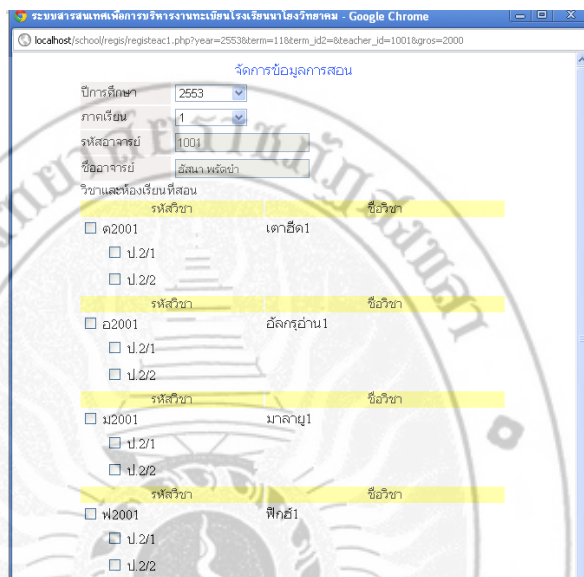 ระบบสารสนเทศเพื่อการบริหารงานทะเบียนโรงเรียนนาโยงวิทยาคม - Google Chrome
localhost/school/regis/registeac1.php?year=2553&term=11&term_id2=&teacher_id=1001&gros=2000
จัดการข้อมูลการสอน
ปีการศึกษา 2553
ภาคเรียน 1
รหัสอาจารย์ 1001
ชื่ออาจารย์
วิชาและห้องเรียนที่สอน
รหัสวิชา ชื่อวิชา
ต2001 เตาฮีด1
ป.2/1
ป.2/2
รหัสวิชา ชื่อวิชา
อ2001 อัลกรุอ่าน1
ป.2/1
ป.2/2
รหัสวิชา ชื่อวิชา
ม2001 มาลายู1
ป.2/1
ป.2/2
รหัสวิชา ชื่อวิชา
ฟ2001 ฟิกฮ์1
ป.2/1
ป.2/2